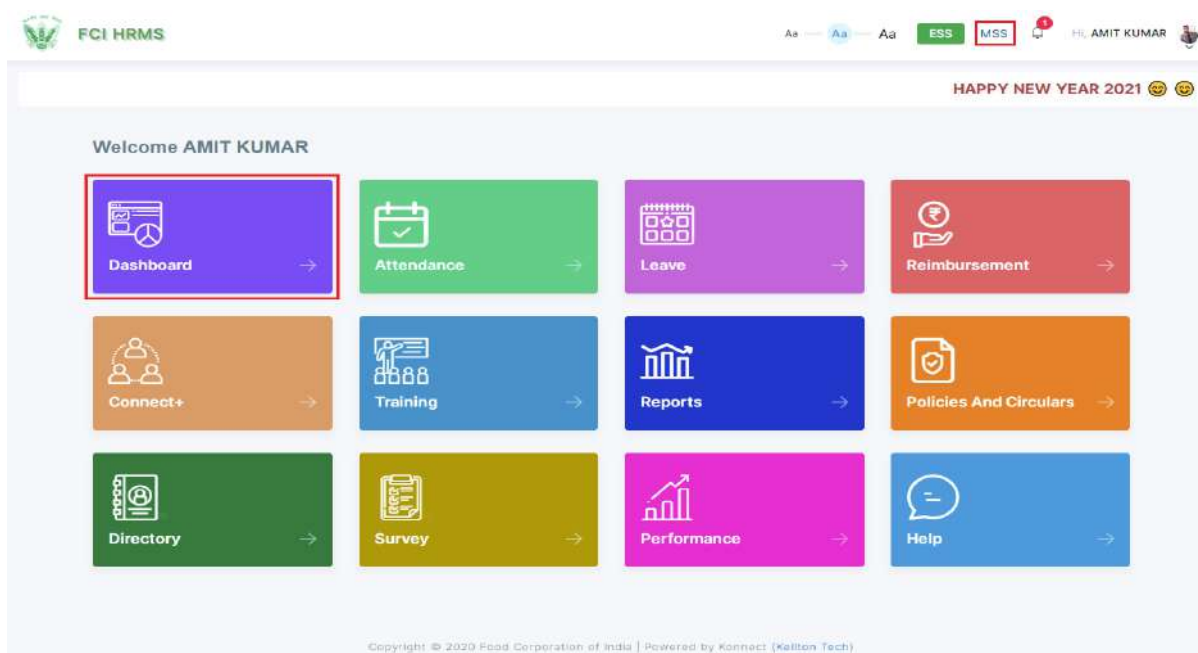 FCI HRMS
Aa Aa Aa ESS MSS 1 Hi, AMIT KUMAR
HAPPY NEW YEAR 2021
Welcome AMIT KUMAR
Dashboard
Attendance
Leave
Reimbursement
Connect+
Training
Reports
Policies And Circulars
Directory
Survey
Performance
Help
Copyright © 2020 Food Corporation of India | Powered by Konnect (Kellton Tech)